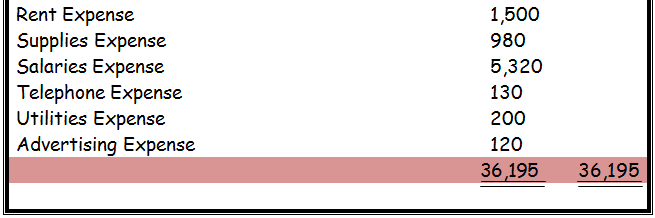 Rent Expense 1,500
Supplies Expense 980
Salaries Expense 5,320
Telephone Expense 130
Utilities Expense 200
Advertising Expense 120
36,195 36,195